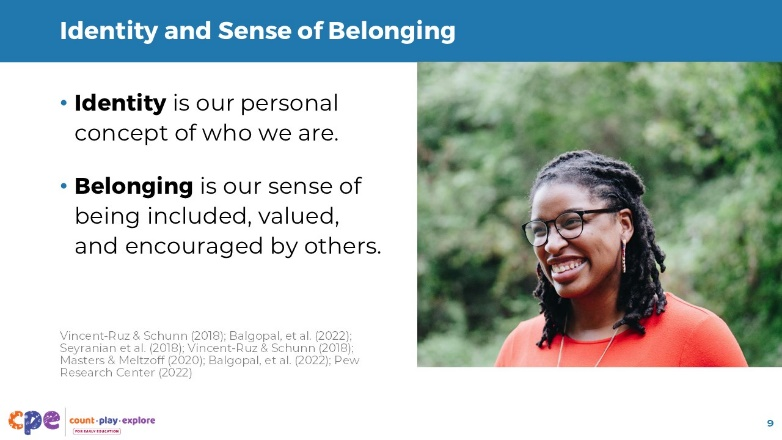 Identity and Sense of Belonging
• Identity is our personal
concept of who we are.
• Belonging is our sense of
being included, valued,
and encouraged by others.
Vincent-Ruz & Schunn (2018); Balgopal, et al. (2022);
Seyranian et al. (2018); Vincent-Ruz & Schunn (2018);
Masters & Meltzoff (2020); Balgopal, et al. (2022); Pew
Research Center (2022)
cpe
count·play·explore
FOR EARLY EDUCATION
9